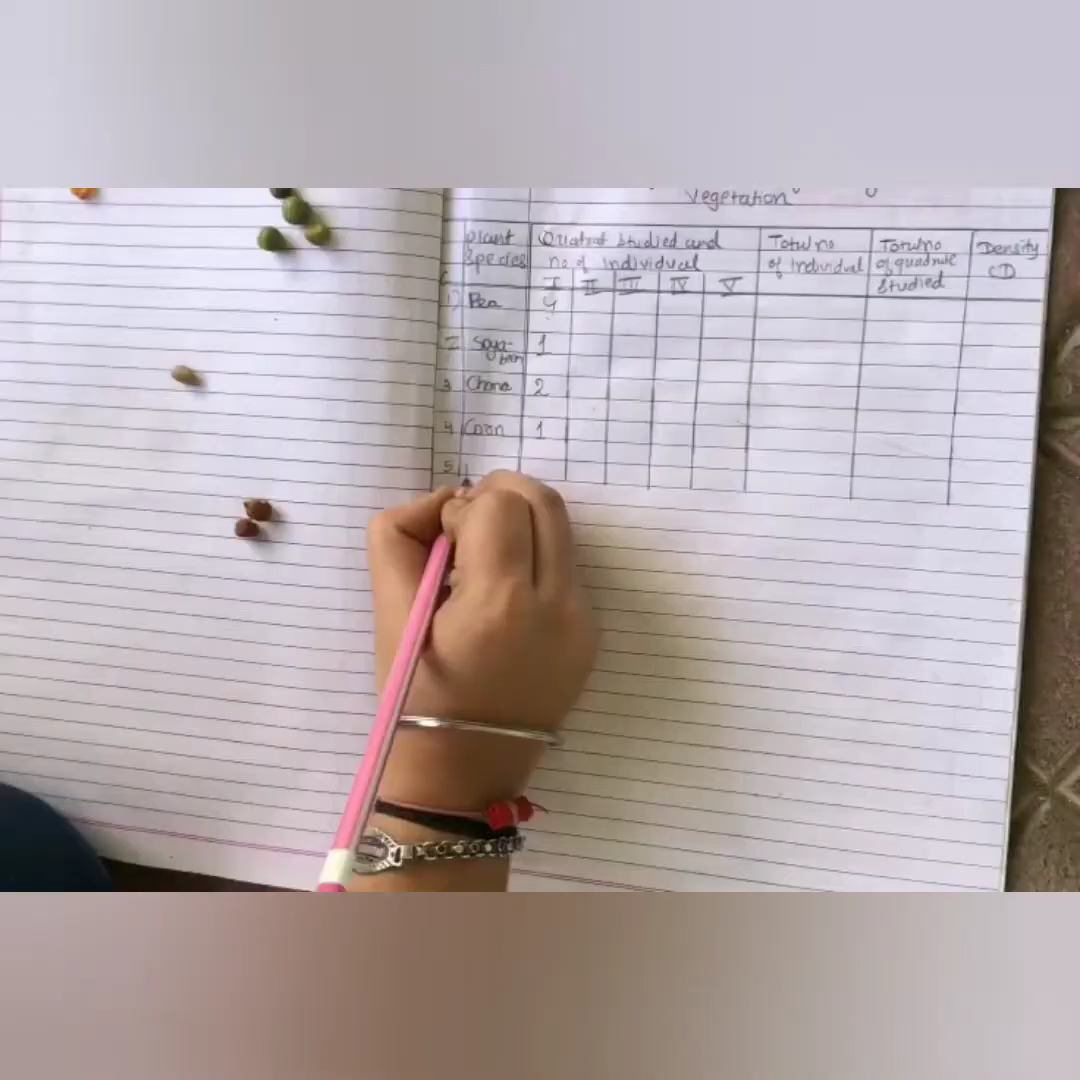 Vegetation
Plant Species | Quadrat studied and no. of individual | Total no of individual | Total no of quadrate studied | Density (D)
I | II | III | IV | V
1) Pea | 4
2 Soya-bean | 1
3 Chana | 2
4 Corn | 1
5